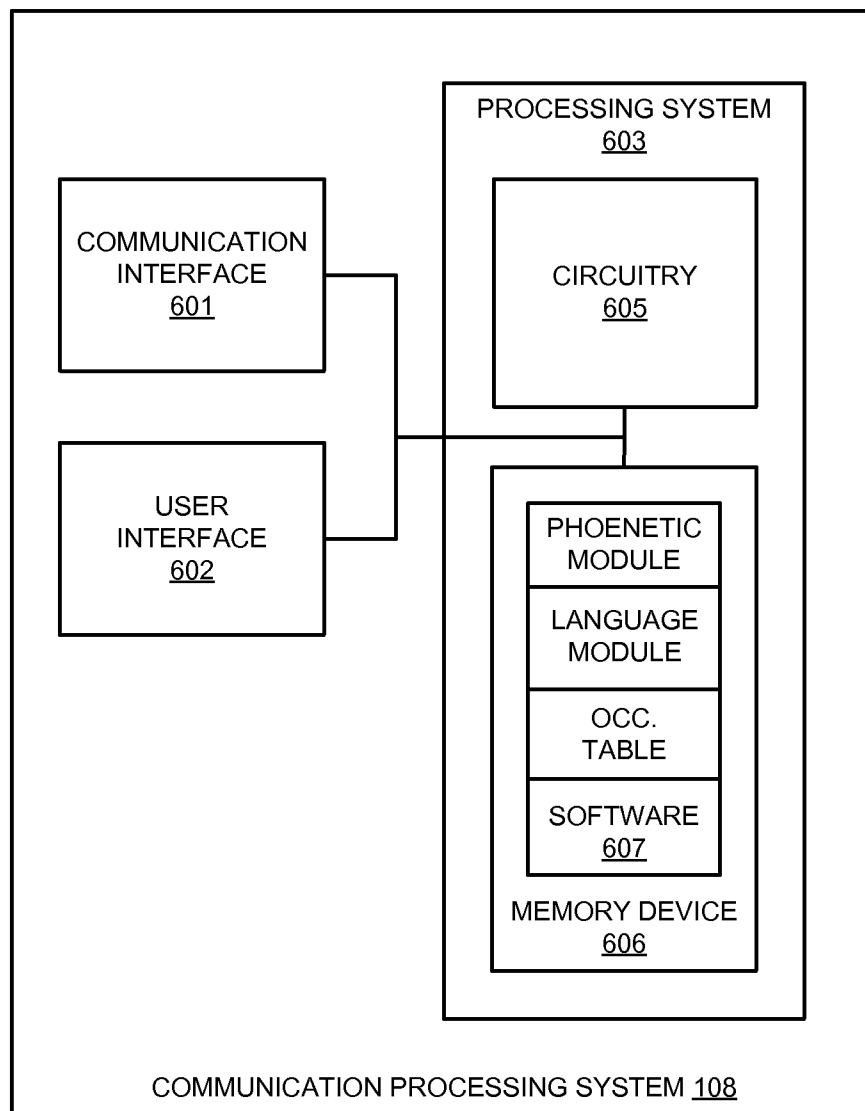 PROCESSING SYSTEM
603
COMMUNICATION
INTERFACE
601
CIRCUITRY
605
USER
INTERFACE
602
PHOENETIC
MODULE
LANGUAGE
MODULE
OCC.
TABLE
SOFTWARE
607
MEMORY DEVICE
606
COMMUNICATION PROCESSING SYSTEM 108